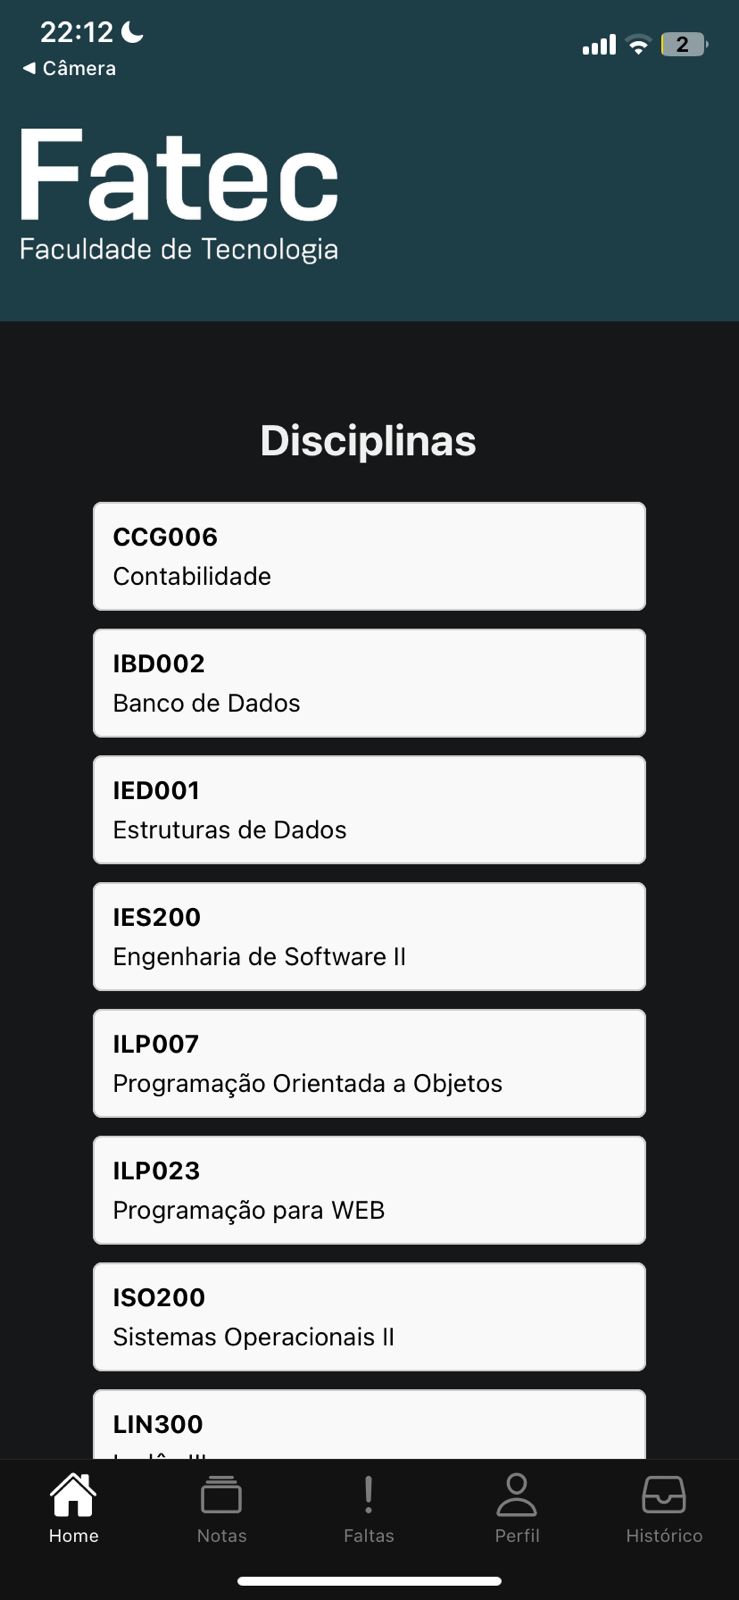 22:12
2
◀ Câmera
Fatec
Faculdade de Tecnologia
Disciplinas
CCG006
Contabilidade
IBD002
Banco de Dados
IED001
Estruturas de Dados
IES200
Engenharia de Software II
ILP007
Programação Orientada a Objetos
ILP023
Programação para WEB
ISO200
Sistemas Operacionais II
LIN300
Home
Notas
Faltas
Perfil
Histórico